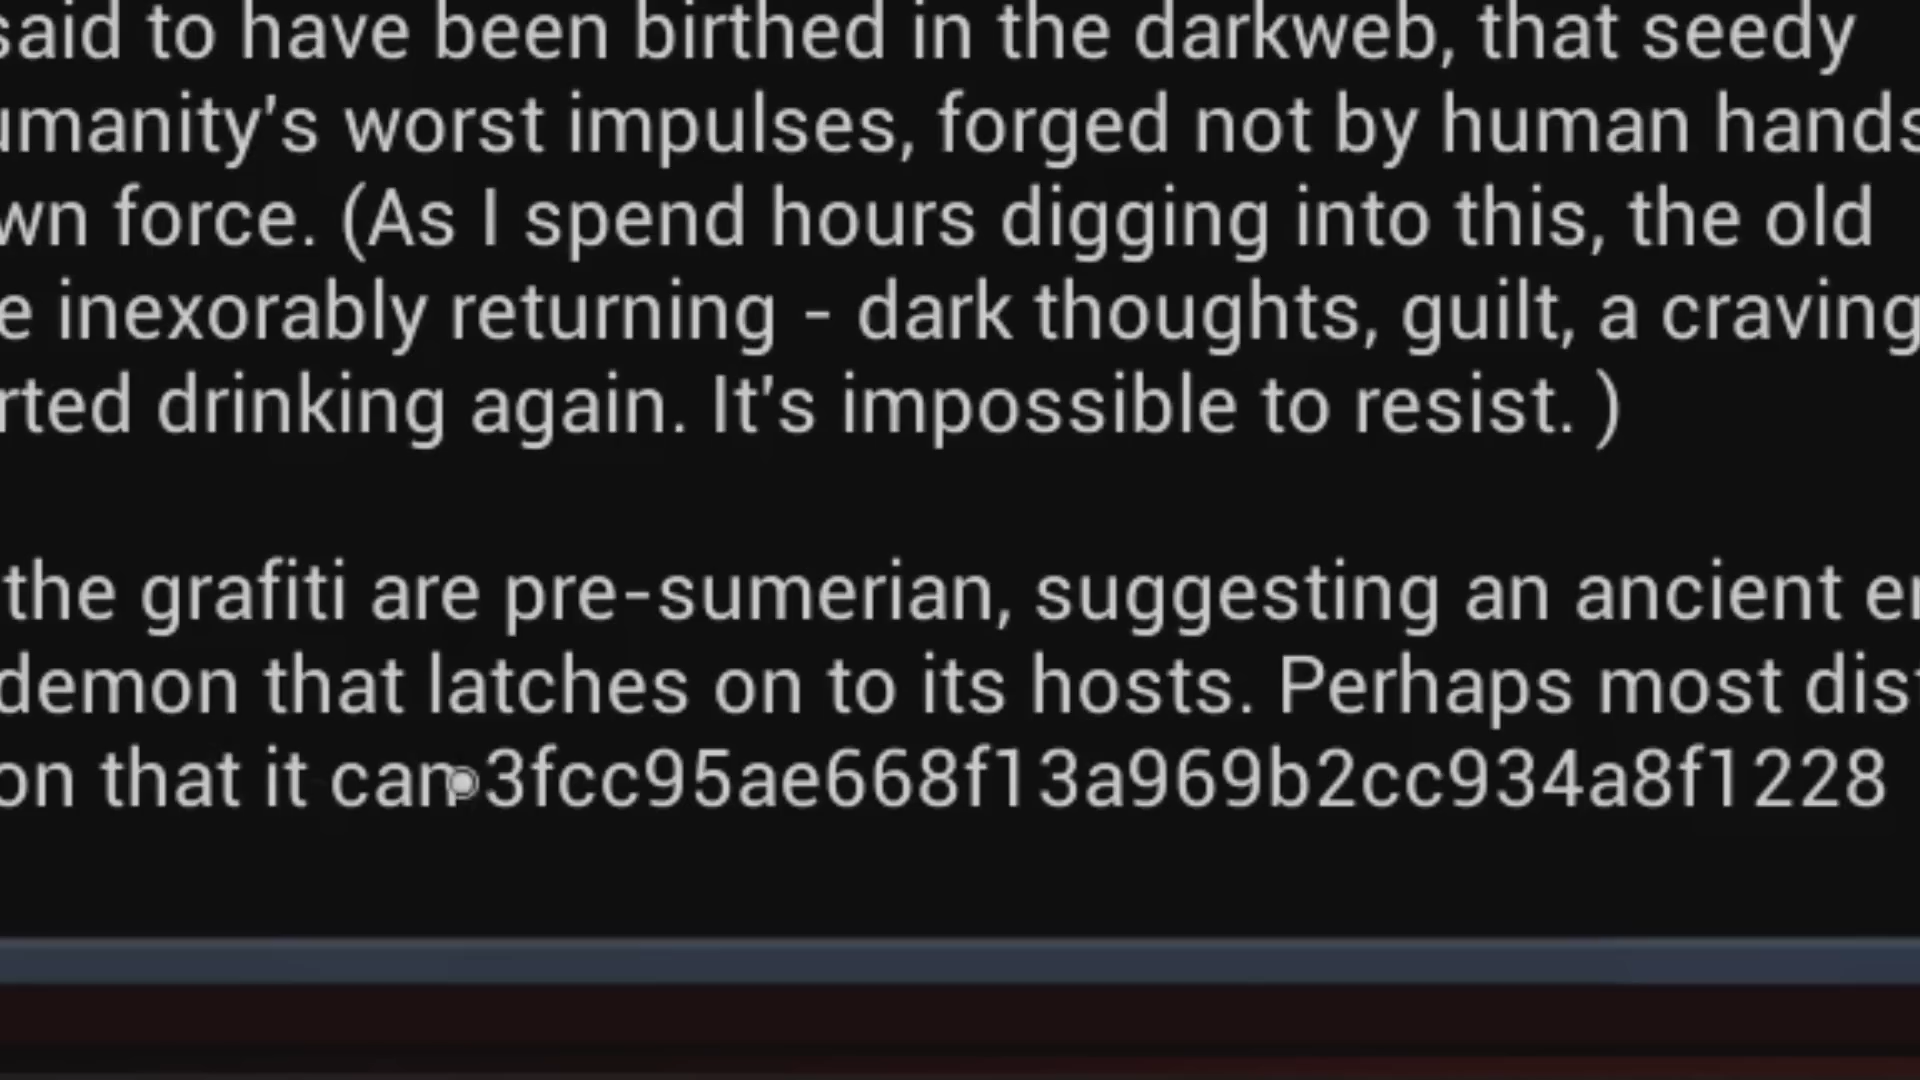 said to have been birthed in the darkweb, that seedy
umanity's worst impulses, forged not by human hands
wn force. (As I spend hours digging into this, the old
e inexorably returning - dark thoughts, guilt, a craving
rted drinking again. It's impossible to resist. )
the grafiti are pre-sumerian, suggesting an ancient en
demon that latches on to its hosts. Perhaps most dist
on that it can 3fcc95ae668f13a969b2cc934a8f1228